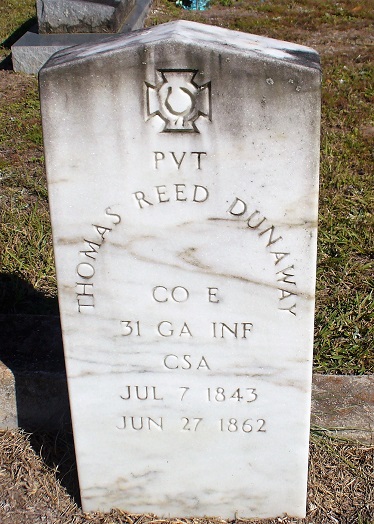 PVT
THOMAS REED DUNAWAY
CO E
31 GA INF
CSA
JUL 7 1843
JUN 27 1862